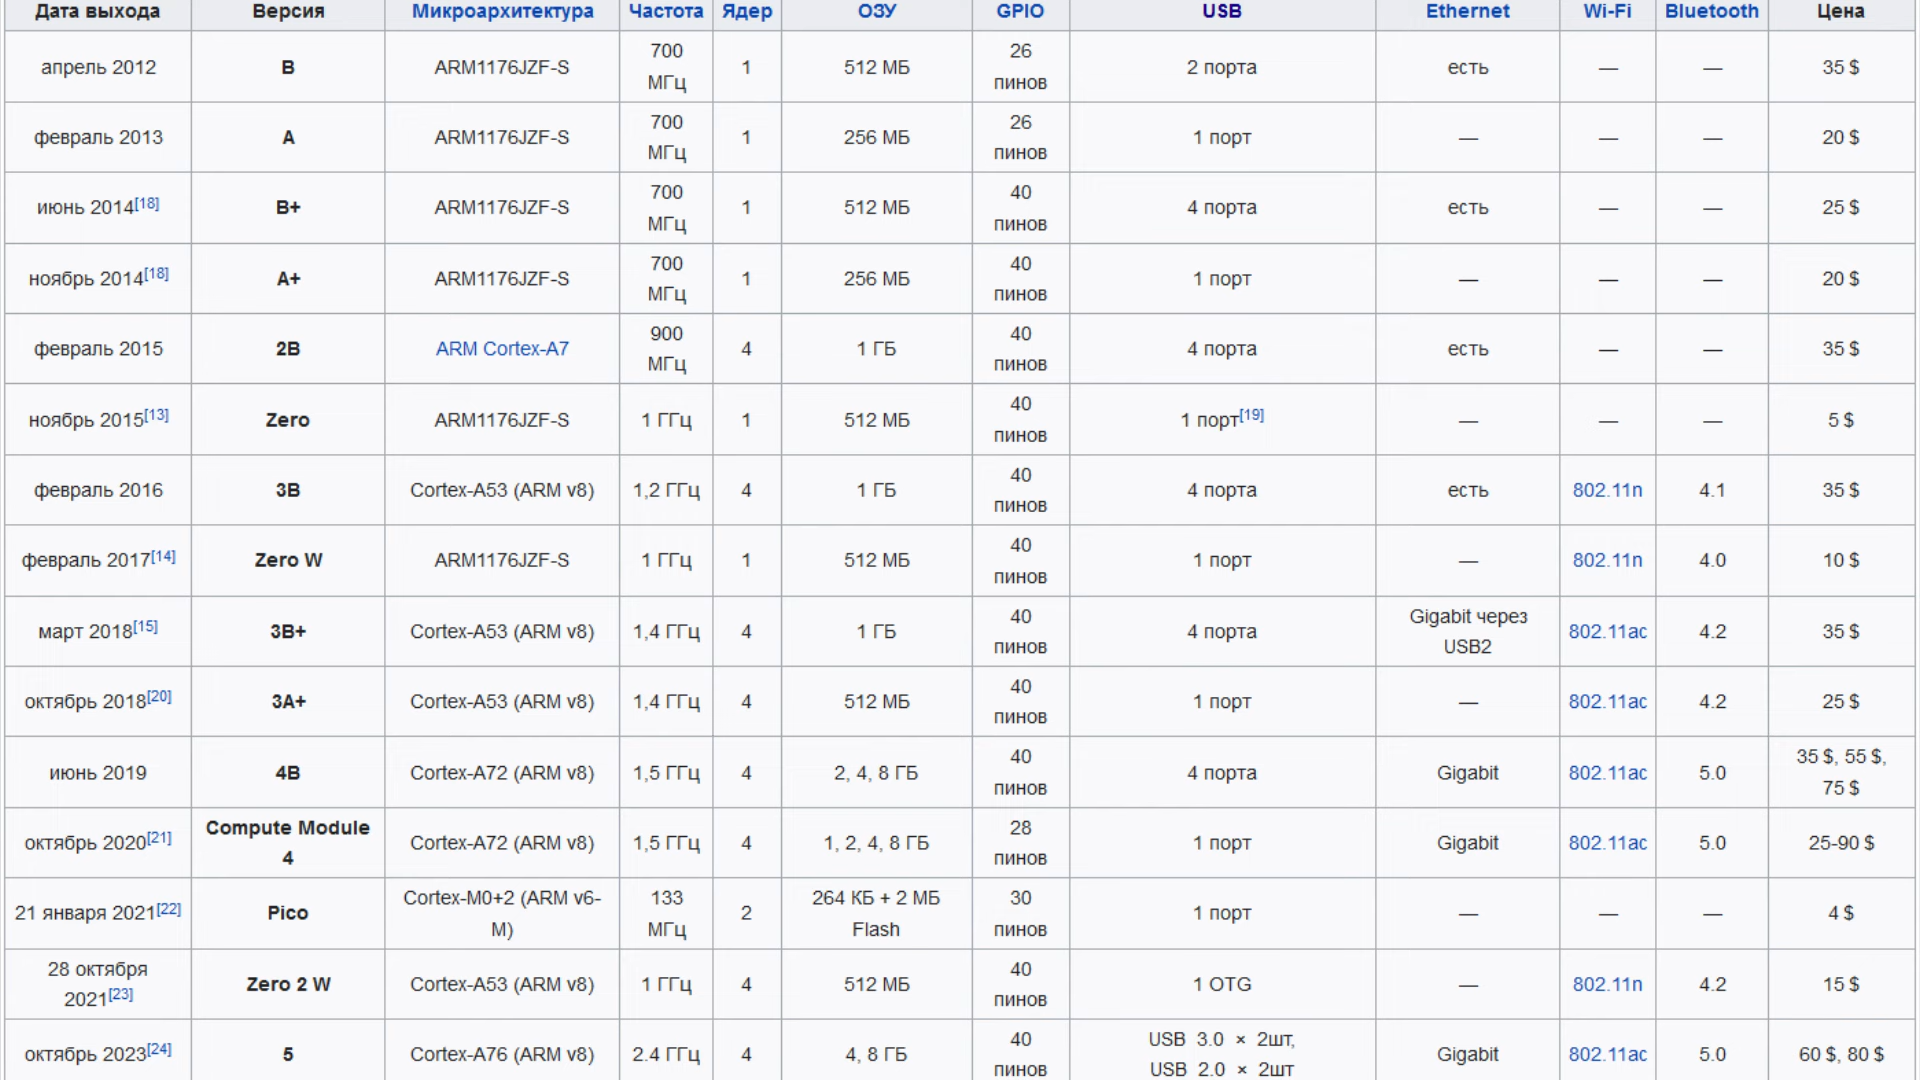 Дата выхода Версия Микроархитектура Частота Ядер ОЗУ GPIO USB Ethernet Wi-Fi Bluetooth Цена
апрель 2012 B ARM1176JZF-S 700 МГц 1 512 МБ 26 пинов 2 порта есть — — 35 $
февраль 2013 A ARM1176JZF-S 700 МГц 1 256 МБ 26 пинов 1 порт — — — 20 $
июнь 2014[18] B+ ARM1176JZF-S 700 МГц 1 512 МБ 40 пинов 4 порта есть — — 25 $
ноябрь 2014[18] A+ ARM1176JZF-S 700 МГц 1 256 МБ 40 пинов 1 порт — — — 20 $
февраль 2015 2B ARM Cortex-A7 900 МГц 4 1 ГБ 40 пинов 4 порта есть — — 35 $
ноябрь 2015[13] Zero ARM1176JZF-S 1 ГГц 1 512 МБ 40 пинов 1 порт[19] — — — 5 $
февраль 2016 3B Cortex-A53 (ARM v8) 1,2 ГГц 4 1 ГБ 40 пинов 4 порта есть 802.11n 4.1 35 $
февраль 2017[14] Zero W ARM1176JZF-S 1 ГГц 1 512 МБ 40 пинов 1 порт — 802.11n 4.0 10 $
март 2018[15] 3B+ Cortex-A53 (ARM v8) 1,4 ГГц 4 1 ГБ 40 пинов 4 порта Gigabit через USB2 802.11ac 4.2 35 $
октябрь 2018[20] 3A+ Cortex-A53 (ARM v8) 1,4 ГГц 4 512 МБ 40 пинов 1 порт — 802.11ac 4.2 25 $
июнь 2019 4B Cortex-A72 (ARM v8) 1,5 ГГц 4 2, 4, 8 ГБ 40 пинов 4 порта Gigabit 802.11ac 5.0 35 $, 55 $, 75 $
октябрь 2020[21] Compute Module 4 Cortex-A72 (ARM v8) 1,5 ГГц 4 1, 2, 4, 8 ГБ 28 пинов 1 порт Gigabit 802.11ac 5.0 25-90 $
21 января 2021[22] Pico Cortex-M0+2 (ARM v6-M) 133 МГц 2 264 КБ + 2 МБ Flash 30 пинов 1 порт — — — 4 $
28 октября 2021[23] Zero 2 W Cortex-A53 (ARM v8) 1 ГГц 4 512 МБ 40 пинов 1 OTG — 802.11n 4.2 15 $
октябрь 2023[24] 5 Cortex-A76 (ARM v8) 2.4 ГГц 4 4, 8 ГБ 40 пинов USB 3.0 × 2шт, USB 2.0 × 2шт Gigabit 802.11ac 5.0 60 $, 80 $